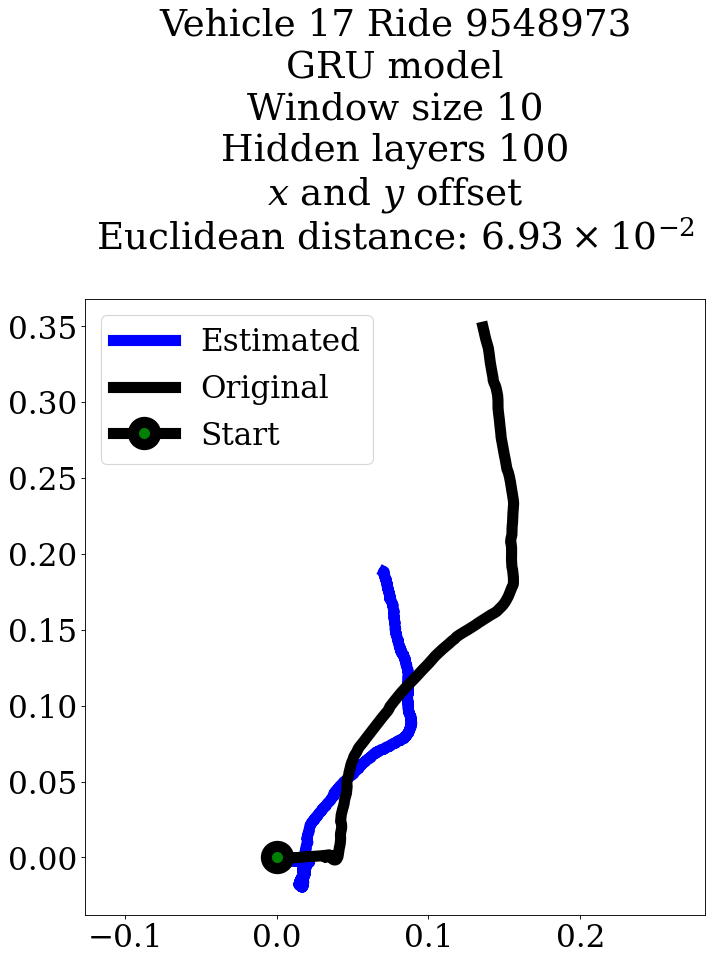 Vehicle 17 Ride 9548973
GRU model
Window size 10
Hidden layers 100
x and y offset
Euclidean distance: 6.93 × 10⁻²
Estimated
Original
Start
0.35
0.30
0.25
0.20
0.15
0.10
0.05
0.00
−0.1 0.0 0.1 0.2